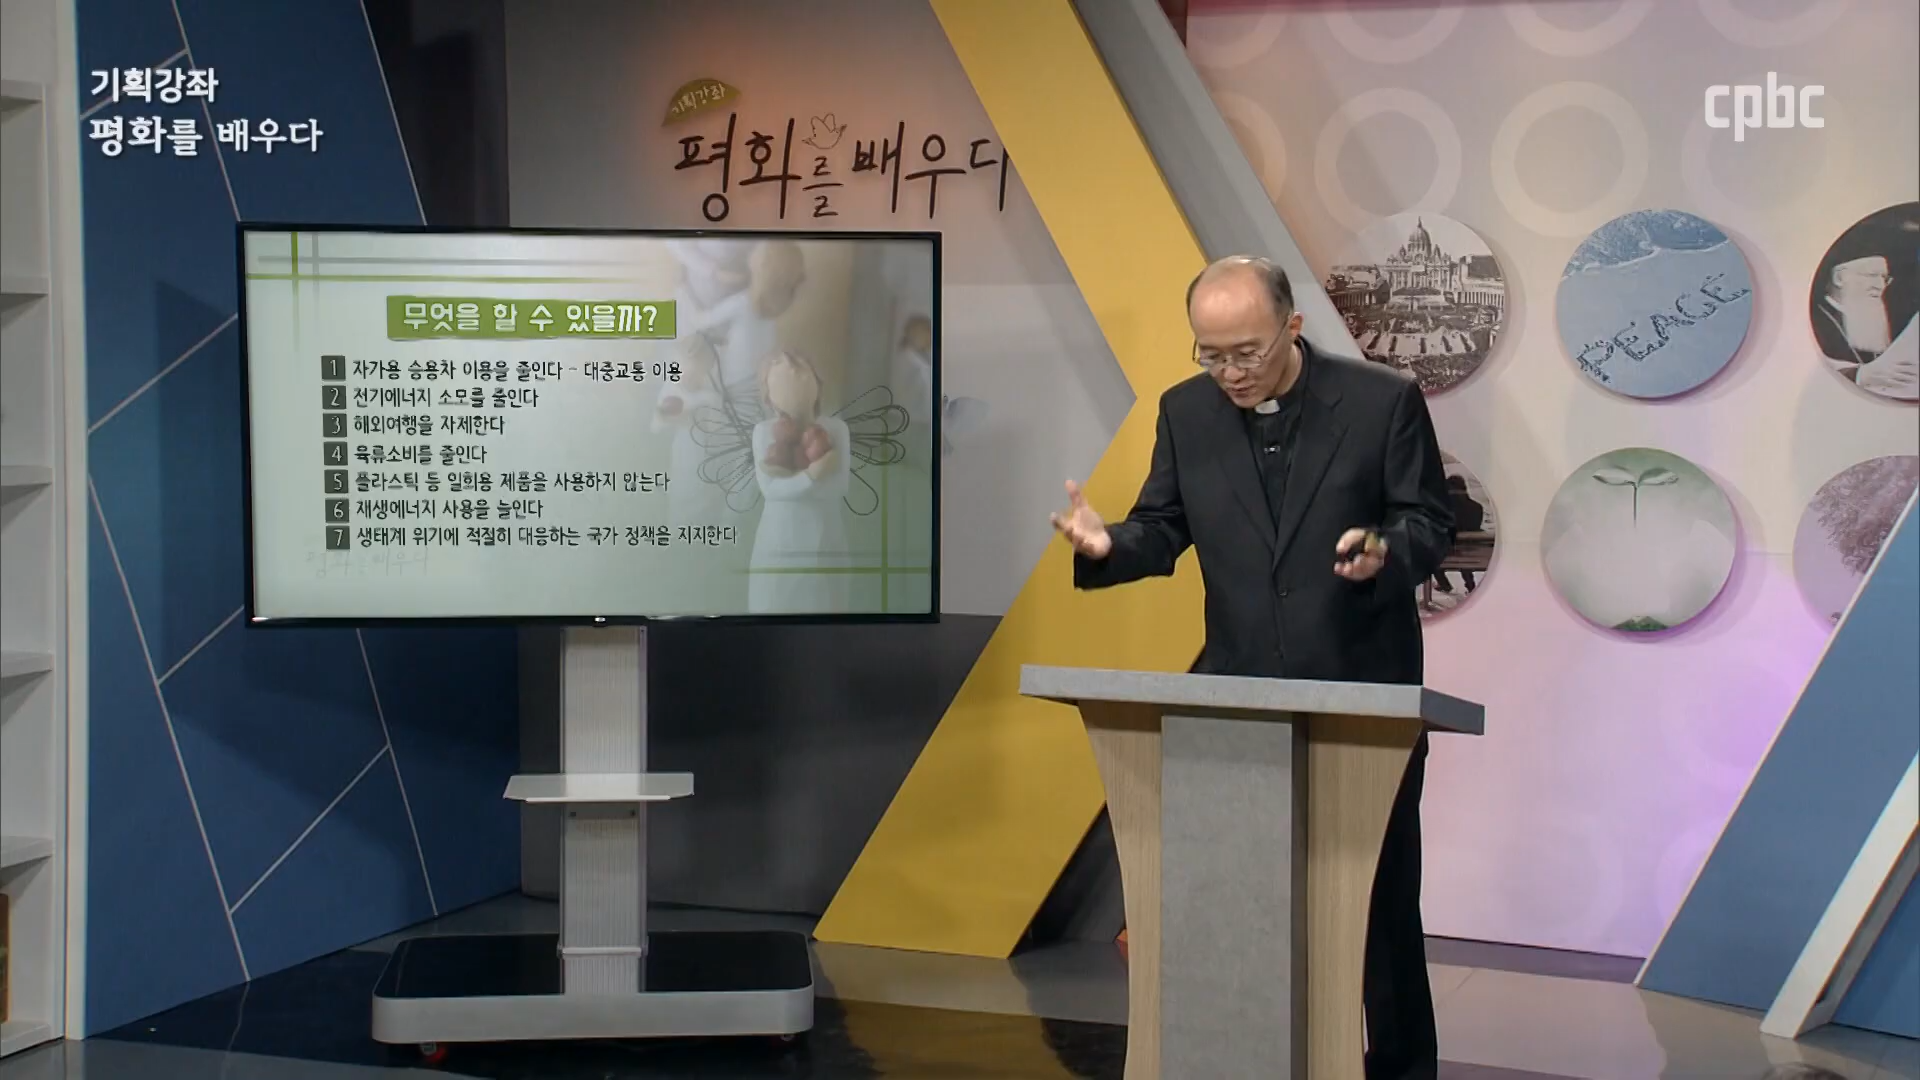 기획강좌
평화를 배우다
cpbc
기획강좌
평화를 배우다
PEACE
무엇을 할 수 있을까?
1 자가용 승용차 이용을 줄인다 - 대중교통 이용
2 전기에너지 소모를 줄인다
3 해외여행을 자제한다
4 육류소비를 줄인다
5 플라스틱 등 일회용 제품을 사용하지 않는다
6 재생에너지 사용을 늘인다
7 생태계 위기에 적절히 대응하는 국가 정책을 지지한다
평화를 배우다